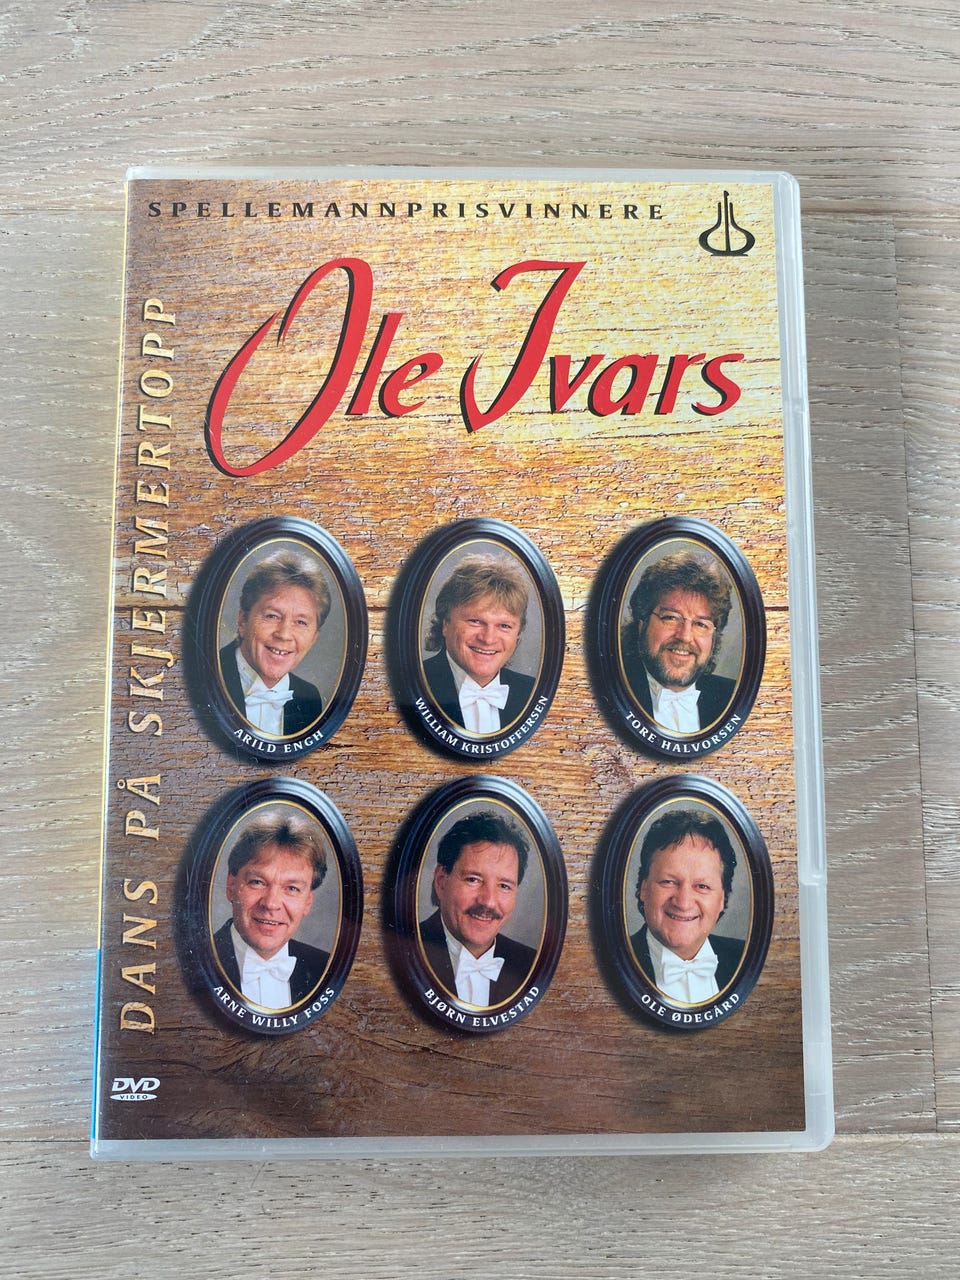 SPELLEMANNPRISVINNERE
Ole Ivars
DANS PÅ SKJERMERTOPP
ARILD ENGH
WILLIAM KRISTOFFERSEN
TORE HALVORSEN
ARNE WILLY FOSS
BJØRN ELVESTAD
OLE ØDEGÅRD
DVD
VIDEO